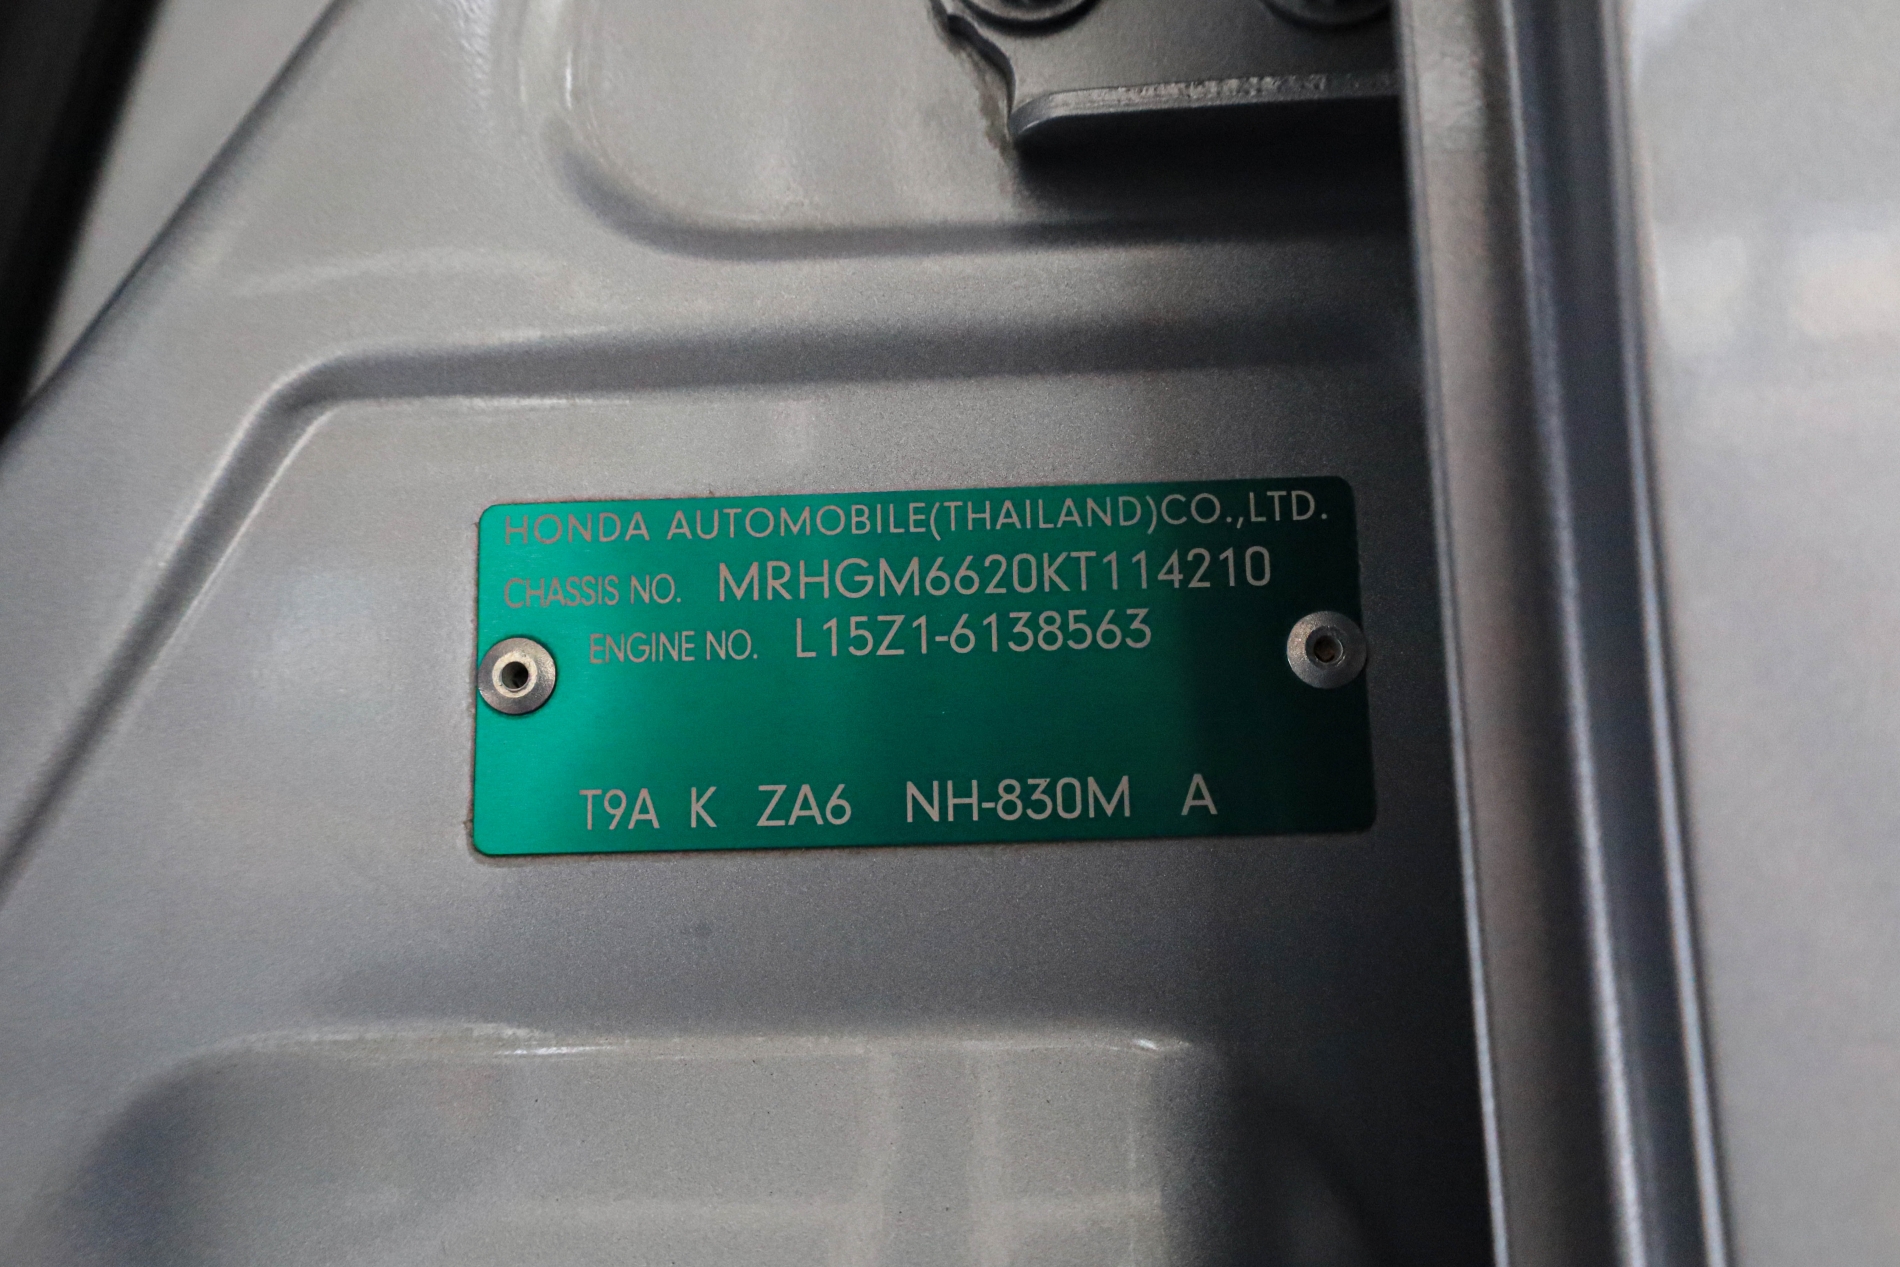 HONDA AUTOMOBILE(THAILAND)CO.,LTD.
CHASSIS NO. MRHGM6620KT114210
ENGINE NO. L15Z1-6138563
T9A K ZA6 NH-830M A